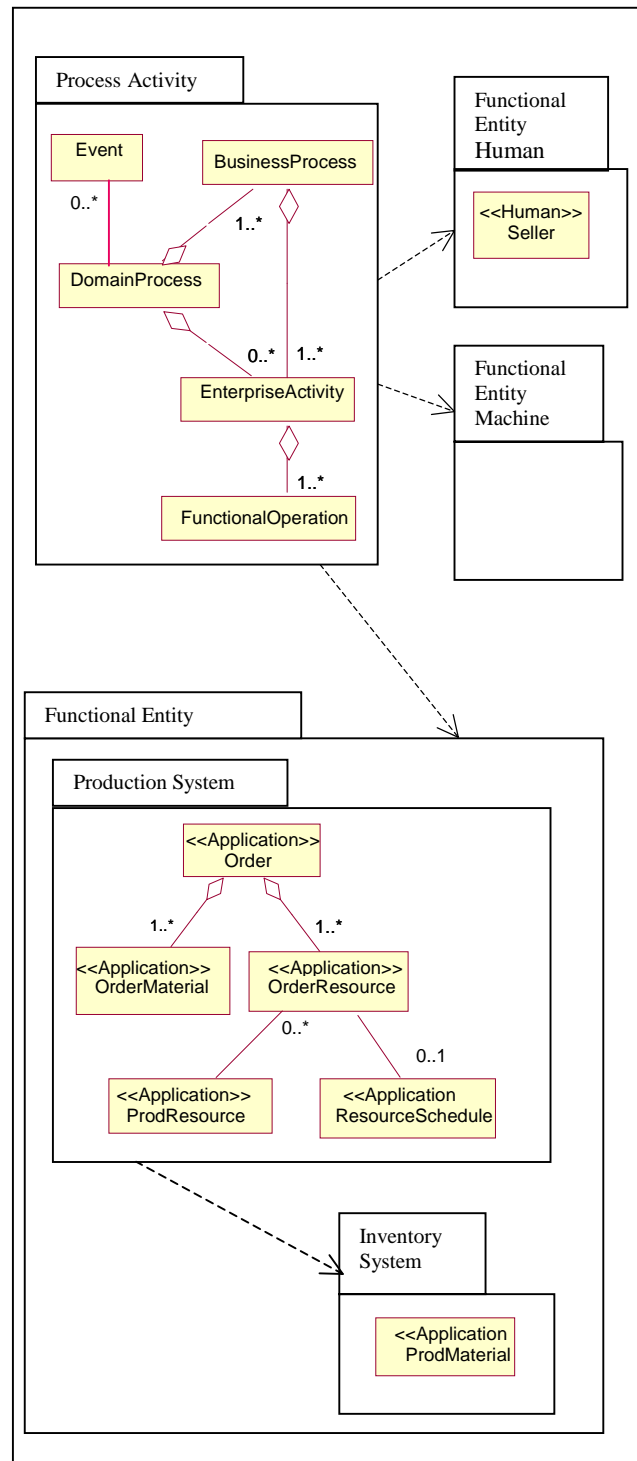 Process Activity
Event
0..*
BusinessProcess
1..*
DomainProcess
0..*
1..*
EnterpriseActivity
1..*
FunctionalOperation
Functional
Entity
Human
<<Human>>
Seller
Functional
Entity
Machine
Functional Entity
Production System
<<Application>>
Order
1..*
1..*
<<Application>>
OrderMaterial
<<Application>>
OrderResource
0..*
0..1
<<Application>>
ProdResource
<<Application
ResourceSchedule
Inventory
System
<<Application
ProdMaterial